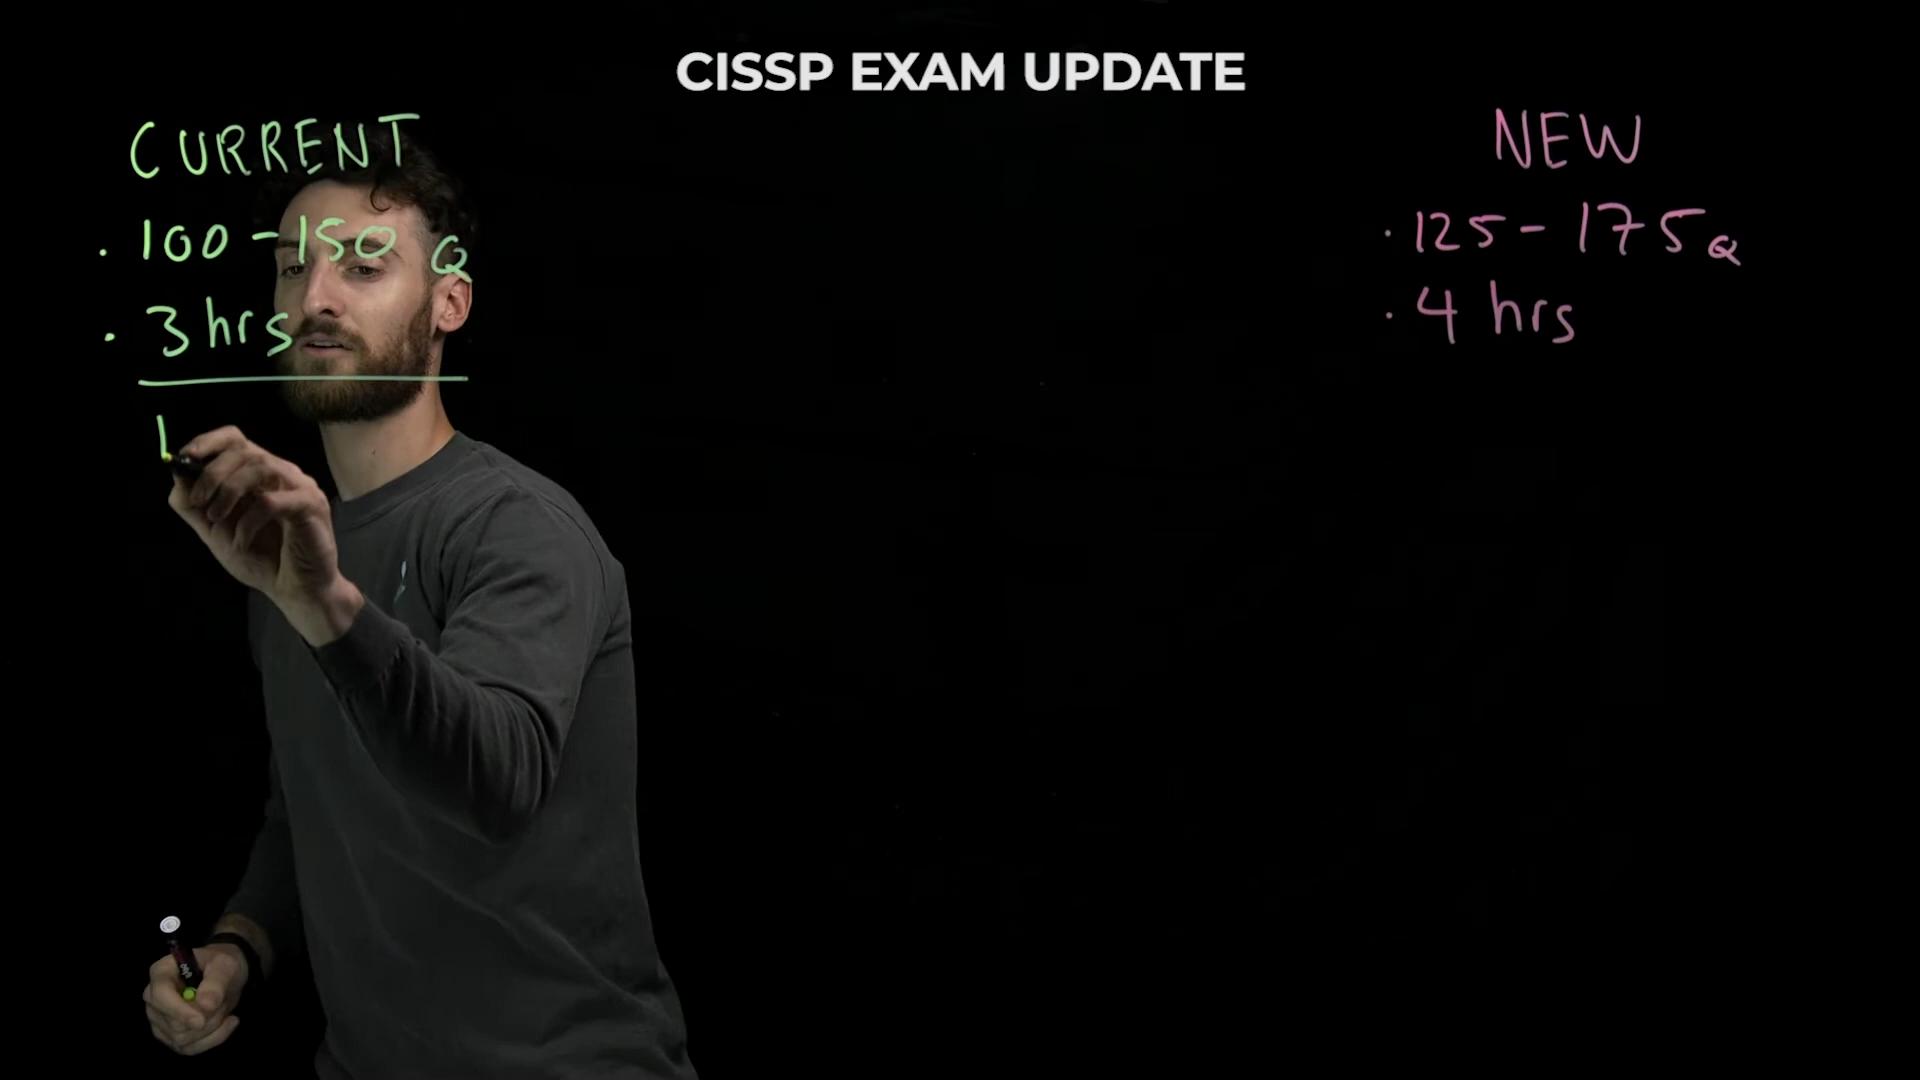 CISSP EXAM UPDATE
CURRENT
· 100 - 150 Q
· 3 hrs
NEW
· 125 - 175 Q
· 4 hrs